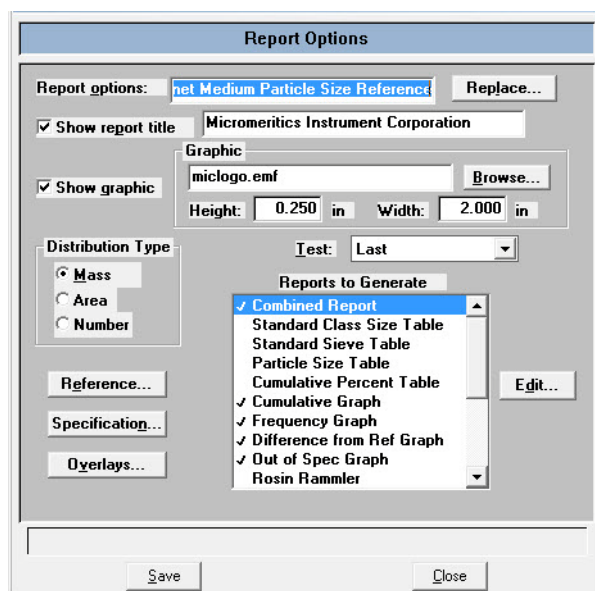 Report Options
Report options: net Medium Particle Size Reference Replace...
Show report title Micromeritics Instrument Corporation
Graphic
Show graphic miclogo.emf Browse...
Height: 0.250 in Width: 2.000 in
Distribution Type
Mass
Area
Number
Test: Last
Reports to Generate
Combined Report
Standard Class Size Table
Standard Sieve Table
Particle Size Table
Cumulative Percent Table
Cumulative Graph
Frequency Graph
Difference from Ref Graph
Out of Spec Graph
Rosin Rammler
Edit...
Reference...
Specification...
Overlays...
Save Close